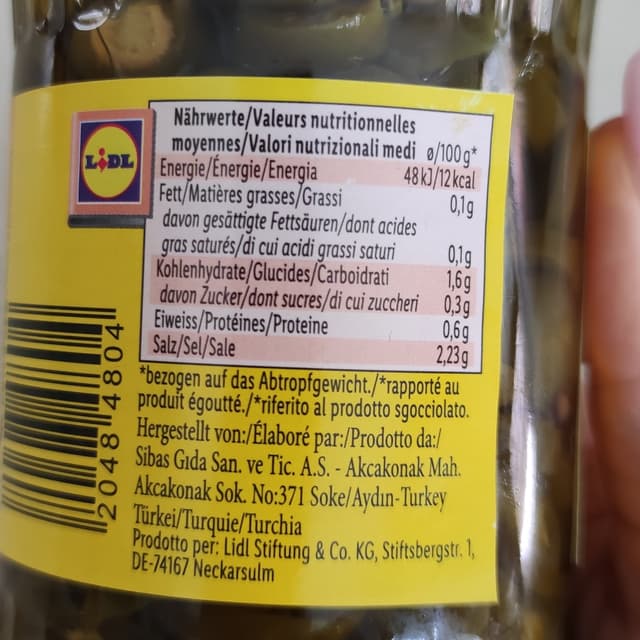 LIDL
Nährwerte/Valeurs nutritionnelles
moyennes/Valori nutrizionali medi ø/100g*
Energie/Énergie/Energia 48kJ/12kcal
Fett/Matières grasses/Grassi 0,1g
davon gesättigte Fettsäuren/dont acides
gras saturés/di cui acidi grassi saturi 0,1g
Kohlenhydrate/Glucides/Carboidrati 1,6g
davon Zucker/dont sucres/di cui zuccheri 0,3g
Eiweiss/Protéines/Proteine 0,6g
Salz/Sel/Sale 2,23g
*bezogen auf das Abtropfgewicht./*rapporté au
produit égoutté./*riferito al prodotto sgocciolato.
Hergestellt von:/Élaboré par:/Prodotto da:/
Sibas Gıda San. ve Tic. A.S. - Akcakonak Mah.
Akcakonak Sok. No:371 Soke/Aydın-Turkey
Türkei/Turquie/Turchia
Prodotto per: Lidl Stiftung & Co. KG, Stiftsbergstr. 1,
DE-74167 Neckarsulm
20484804